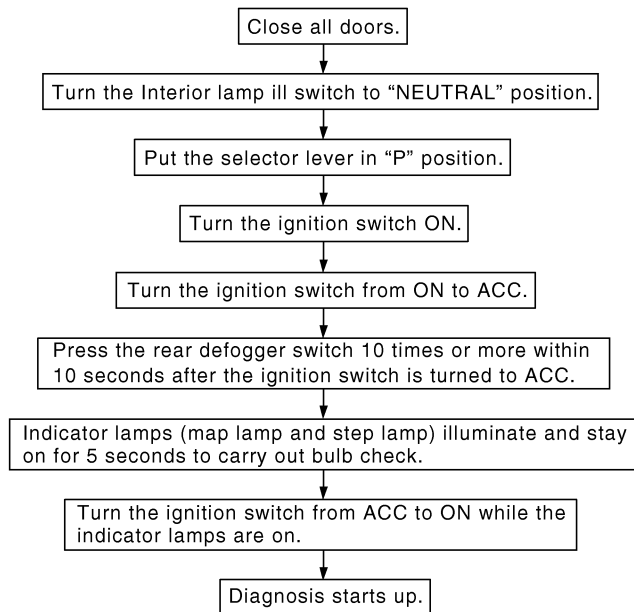 Close all doors.
Turn the Interior lamp ill switch to “NEUTRAL” position.
Put the selector lever in “P” position.
Turn the ignition switch ON.
Turn the ignition switch from ON to ACC.
Press the rear defogger switch 10 times or more within
10 seconds after the ignition switch is turned to ACC.
Indicator lamps (map lamp and step lamp) illuminate and stay
on for 5 seconds to carry out bulb check.
Turn the ignition switch from ACC to ON while the
indicator lamps are on.
Diagnosis starts up.